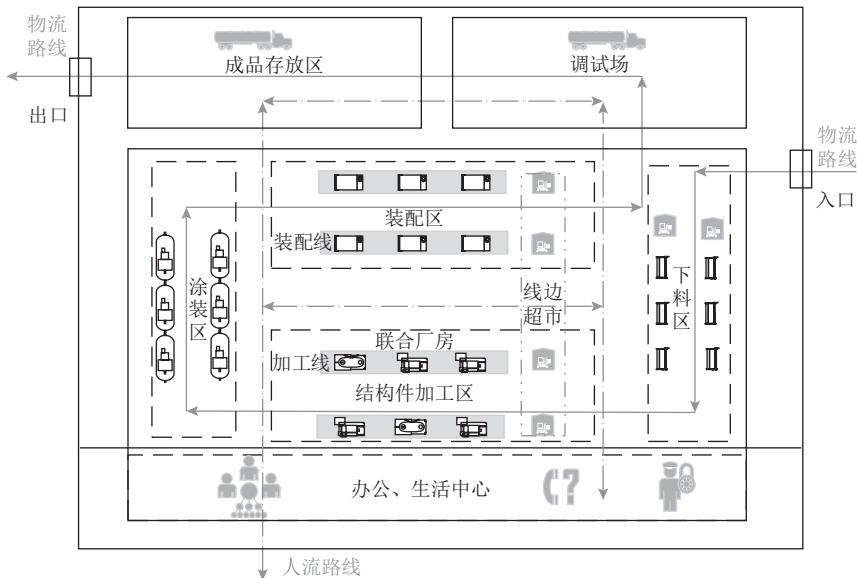 物流
路线
成品存放区
调试场
出口
物流
路线
入口
装配区
装配线
涂
装
区
线边
超市
下
料
区
联合厂房
加工线
结构件加工区
办公、生活中心
人流路线